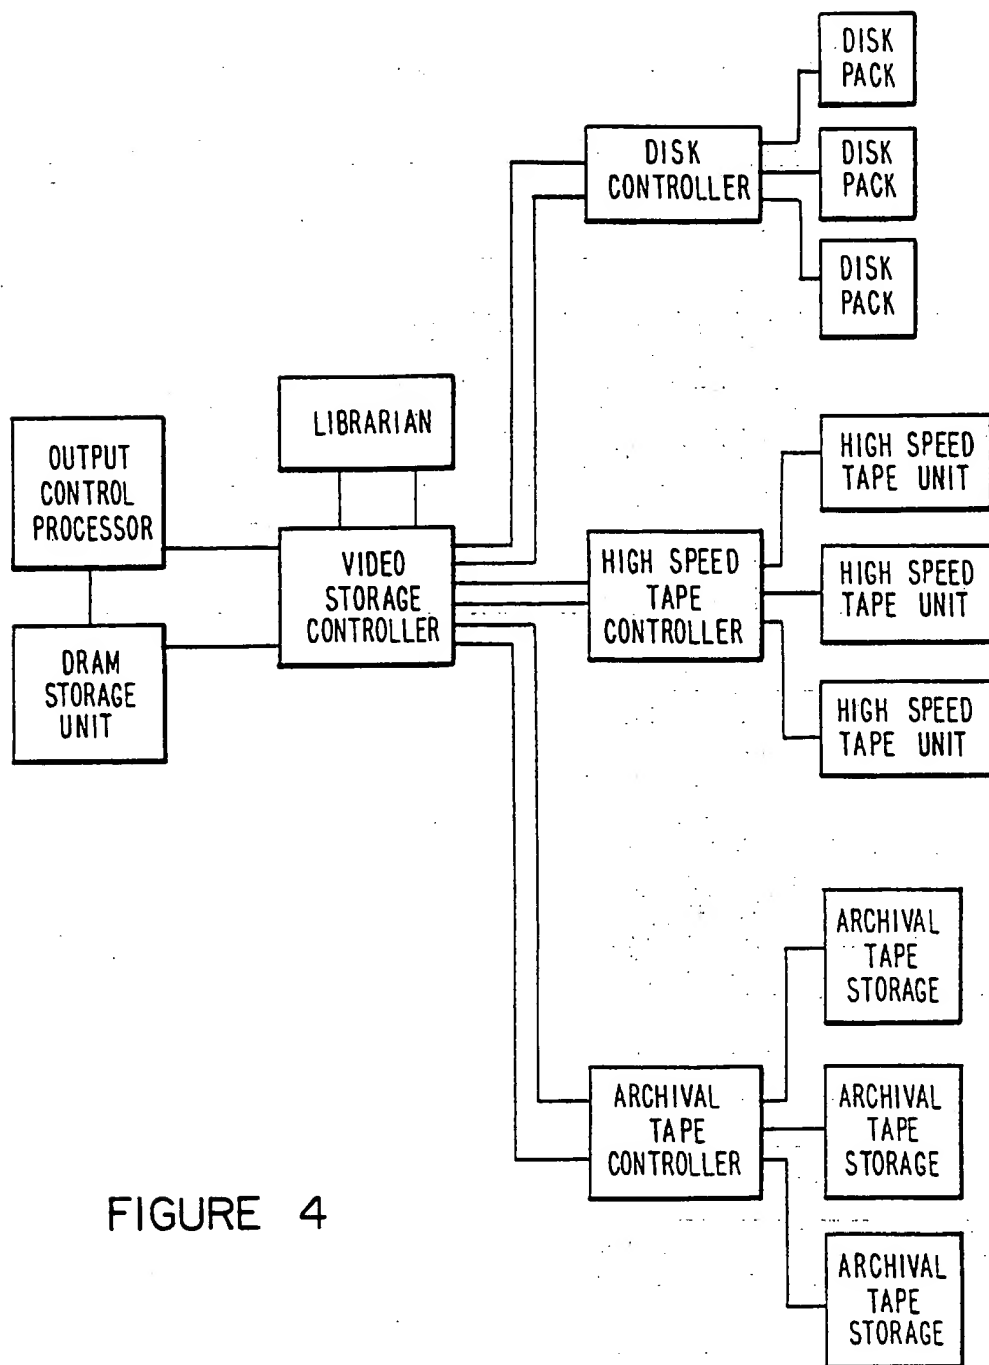 DISK
PACK
DISK
CONTROLLER
DISK
PACK
DISK
PACK
LIBRARIAN
OUTPUT
CONTROL
PROCESSOR
VIDEO
STORAGE
CONTROLLER
DRAM
STORAGE
UNIT
HIGH SPEED
TAPE UNIT
HIGH SPEED
TAPE
CONTROLLER
HIGH SPEED
TAPE UNIT
HIGH SPEED
TAPE UNIT
ARCHIVAL
TAPE
STORAGE
ARCHIVAL
TAPE
CONTROLLER
ARCHIVAL
TAPE
STORAGE
ARCHIVAL
TAPE
STORAGE
FIGURE 4